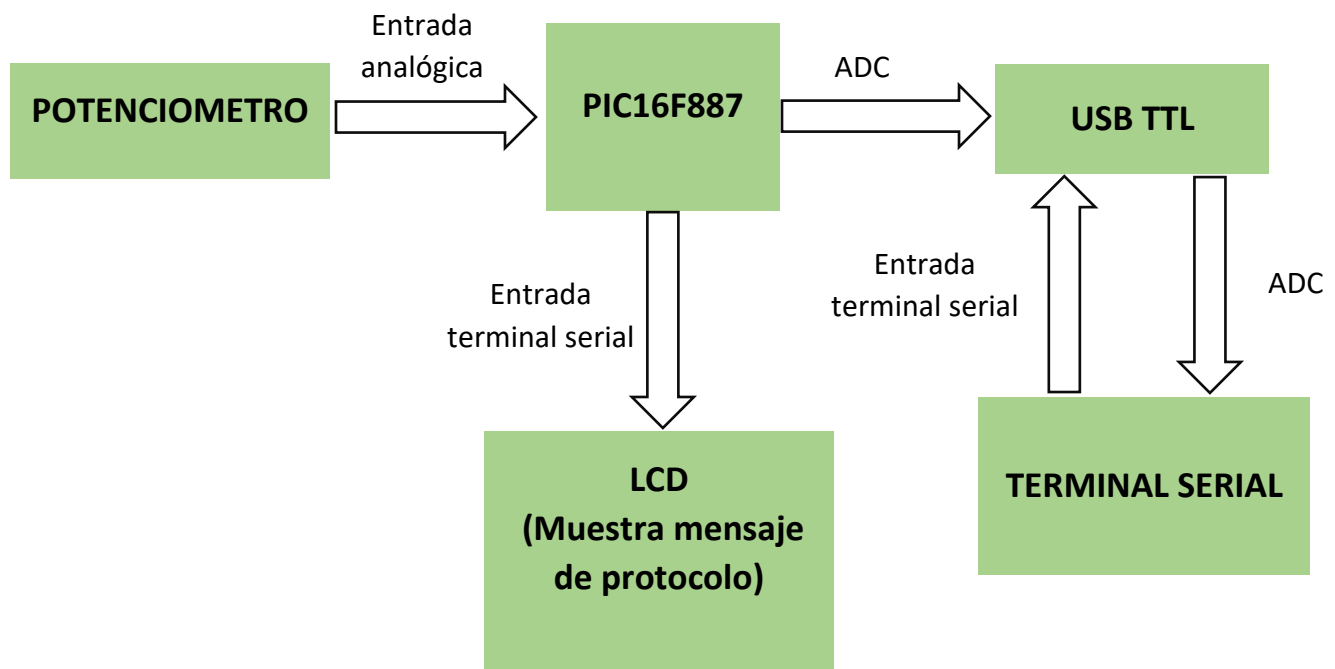 Entrada
analógica
POTENCIOMETRO
PIC16F887
ADC
USB TTL
Entrada
terminal serial
Entrada
terminal serial
ADC
LCD
(Muestra mensaje
de protocolo)
TERMINAL SERIAL